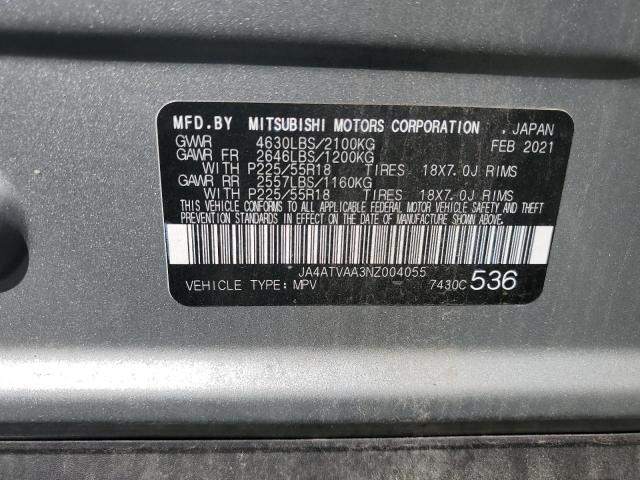 MFD.BY MITSUBISHI MOTORS CORPORATION , JAPAN
GVWR 4630LBS/2100KG FEB 2021
GAWR FR 2646LBS/1200KG
WITH P225/55R18 TIRES 18X7.0J RIMS
GAWR RR 2557LBS/1160KG
WITH P225/55R18 TIRES 18X7.0J RIMS
THIS VEHICLE CONFORMS TO ALL APPLICABLE FEDERAL MOTOR VEHICLE SAFETY AND THEFT
PREVENTION STANDARDS IN EFFECT ON THE DATE OF MANUFACTURE SHOWN ABOVE.
JA4ATVAA3NZ004055
VEHICLE TYPE: MPV 7430C 536